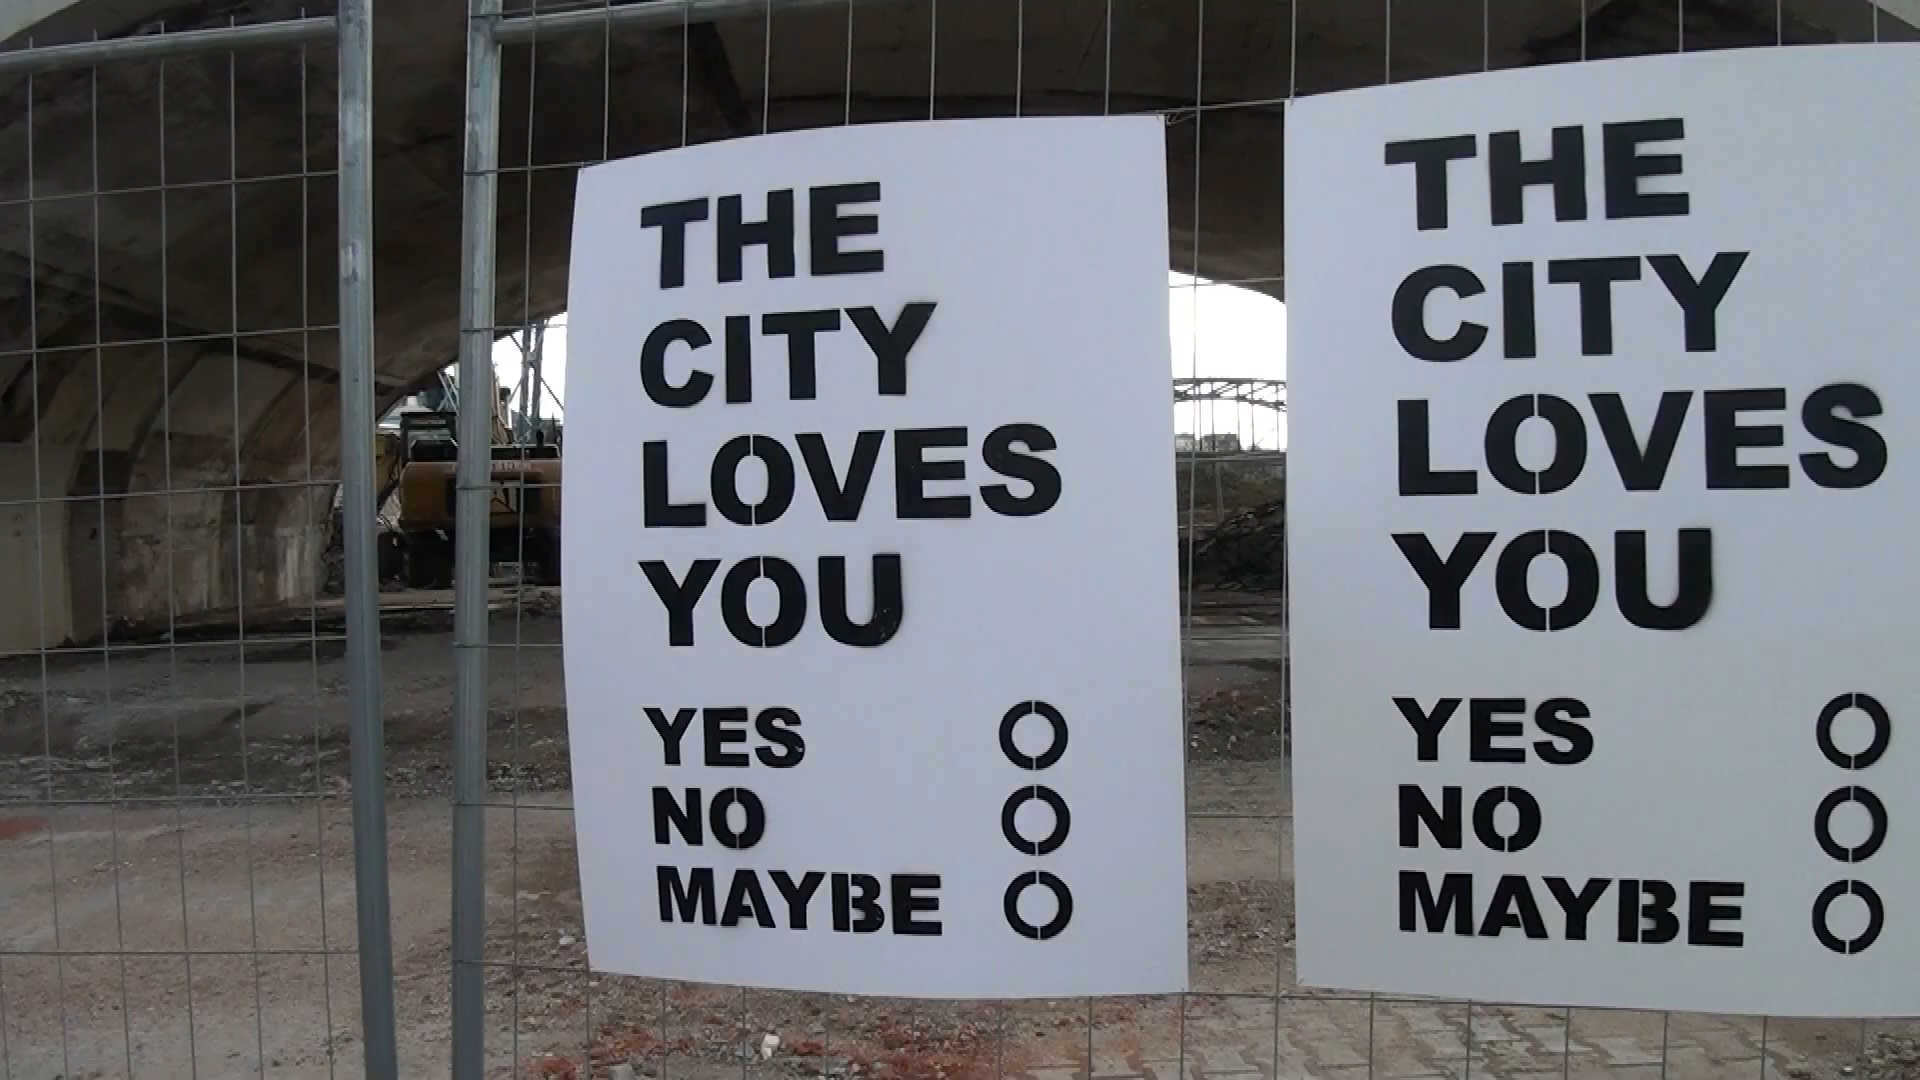 THE
CITY
LOVES
YOU
YES O
NO O
MAYBE O
THE
CITY
LOVES
YOU
YES O
NO O
MAYBE O